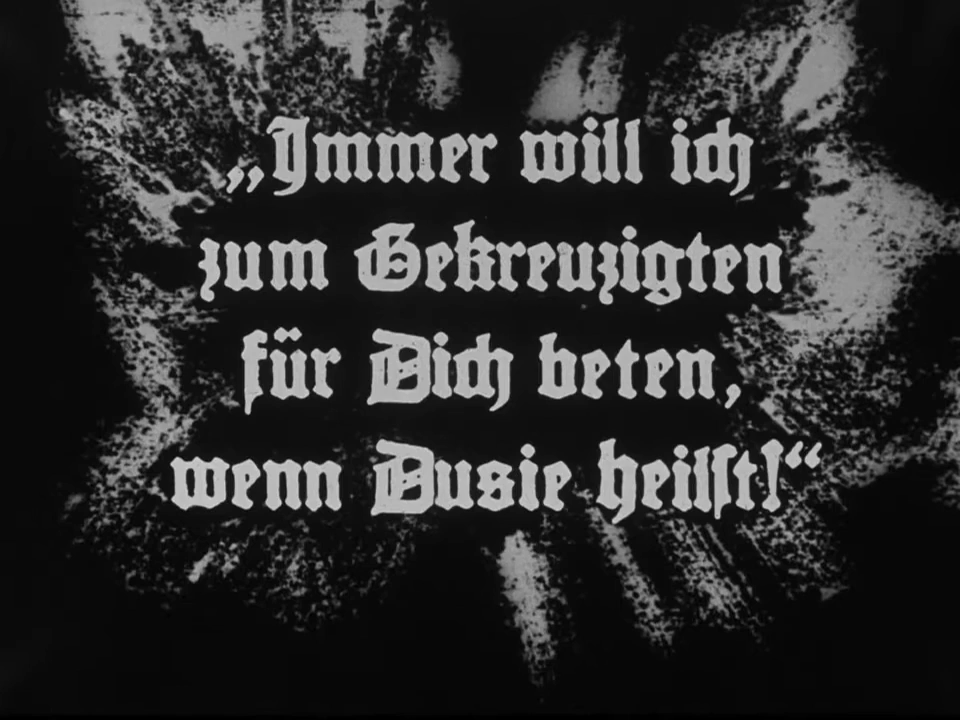 „Immer will ich
zum Gekreuzigten
für Dich beten,
wenn Dusie heilſt!“